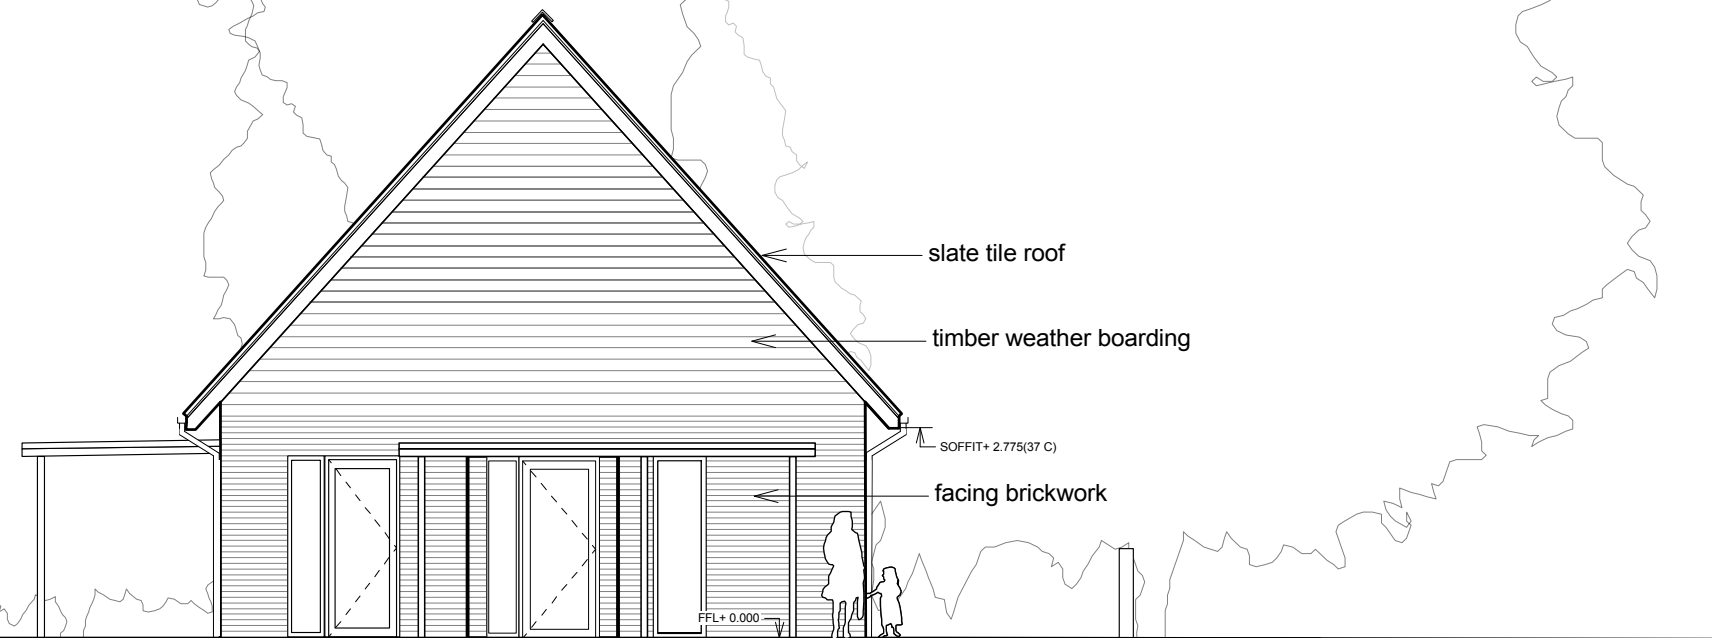 slate tile roof
timber weather boarding
SOFFIT+ 2.775(37 C)
facing brickwork
FFL+ 0.000